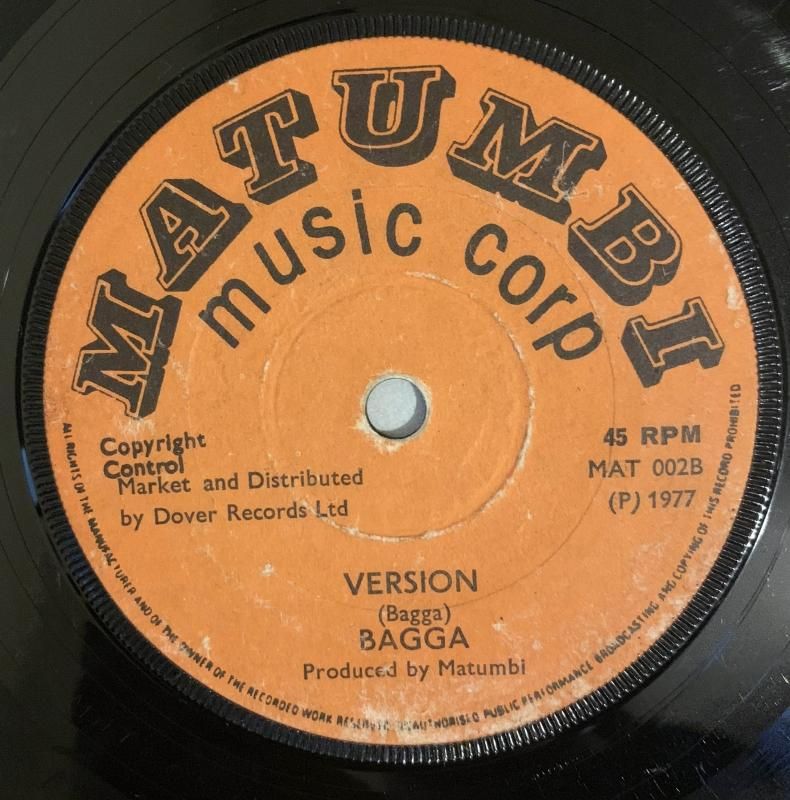 MATUMBI
music corp
Copyright
Control
Market and Distributed
by Dover Records Ltd
45 RPM
MAT 002B
(P) 1977
VERSION
(Bagga)
BAGGA
Produced by Matumbi
ALL RIGHTS OF THE MANUFACTURER AND OF THE OWNER OF THE RECORDED WORK RESERVED UNAUTHORISED PUBLIC PERFORMANCE BROADCASTING AND COPYING OF THIS RECORD PROHIBITED